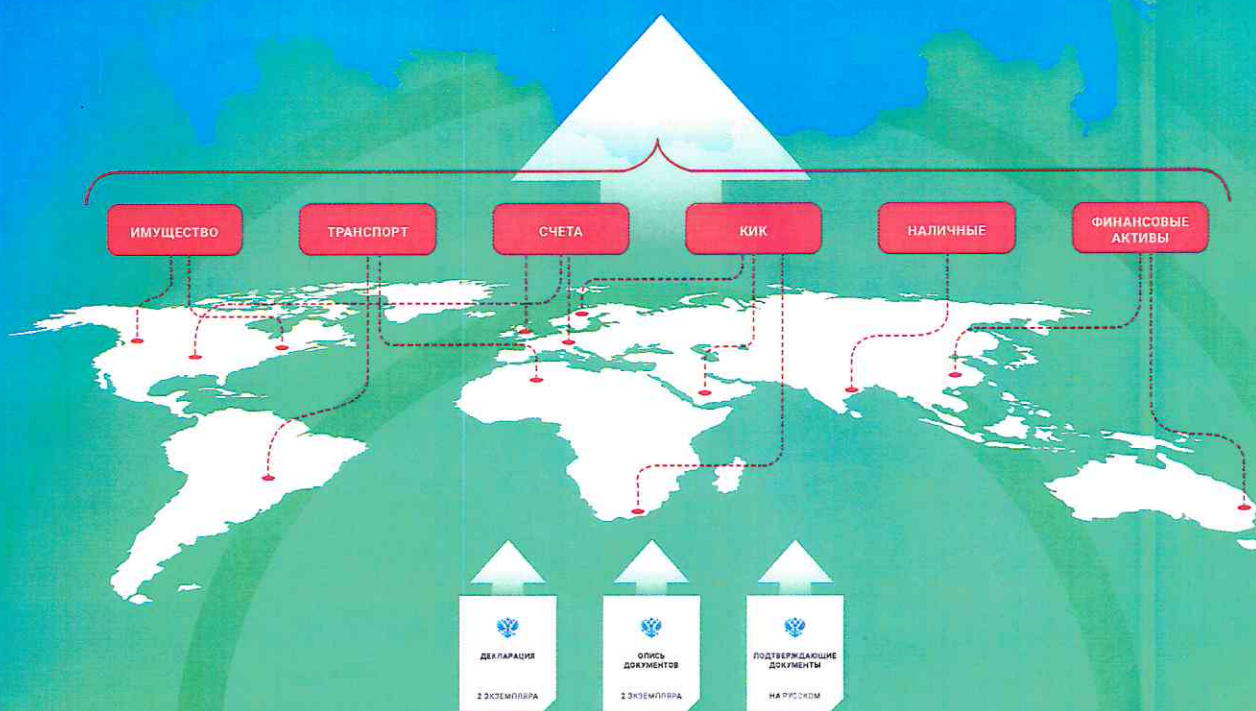 ИМУЩЕСТВО
ТРАНСПОРТ
СЧЕТА
КИК
НАЛИЧНЫЕ
ФИНАНСОВЫЕ
АКТИВЫ
ДЕКЛАРАЦИЯ
2 ЭКЗЕМПЛЯРА
ОПИСЬ
ДОКУМЕНТОВ
2 ЭКЗЕМПЛЯРА
ПОДТВЕРЖДАЮЩИЕ
ДОКУМЕНТЫ
НА РУССКОМ